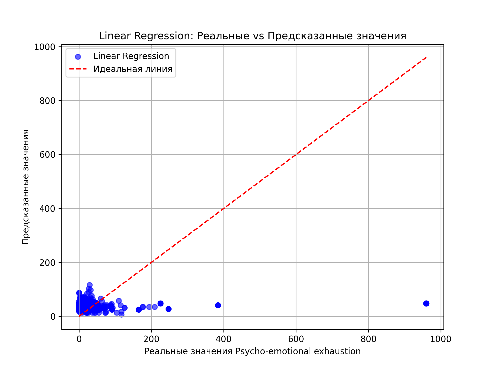 Linear Regression: Реальные vs Предсказанные значения
Linear Regression
Идеальная линия
1000
800
600
400
200
0
Предсказанные значения
0
200
400
600
800
1000
Реальные значения Psycho-emotional exhaustion